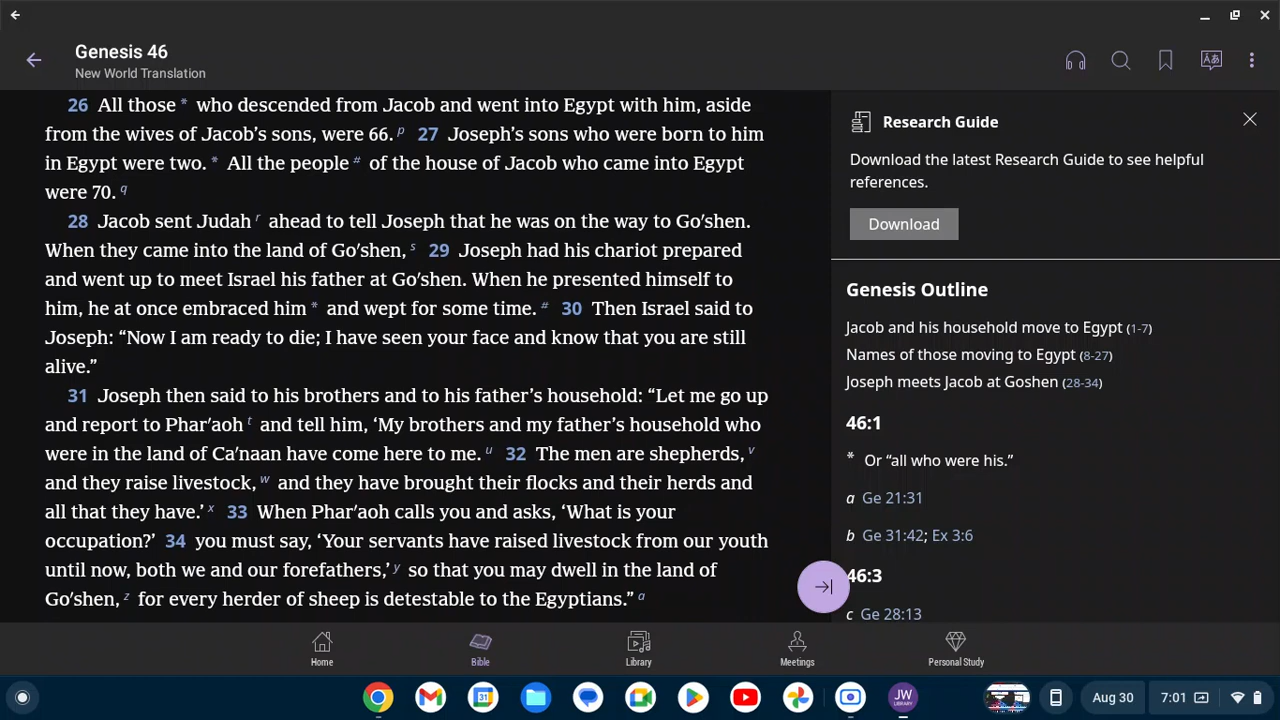 Genesis 46
New World Translation
26 All those * who descended from Jacob and went into Egypt with him, aside
from the wives of Jacob’s sons, were 66. p 27 Joseph’s sons who were born to him
in Egypt were two. * All the people # of the house of Jacob who came into Egypt
were 70. q
28 Jacob sent Judah r ahead to tell Joseph that he was on the way to Goʹshen.
When they came into the land of Goʹshen, s 29 Joseph had his chariot prepared
and went up to meet Israel his father at Goʹshen. When he presented himself to
him, he at once embraced him * and wept for some time. # 30 Then Israel said to
Joseph: “Now I am ready to die; I have seen your face and know that you are still
alive.”
31 Joseph then said to his brothers and to his father’s household: “Let me go up
and report to Pharʹaoh t and tell him, ‘My brothers and my father’s household who
were in the land of Caʹnaan have come here to me. u 32 The men are shepherds, v
and they raise livestock, w and they have brought their flocks and their herds and
all that they have.’ x 33 When Pharʹaoh calls you and asks, ‘What is your
occupation?’ 34 you must say, ‘Your servants have raised livestock from our youth
until now, both we and our forefathers,’ y so that you may dwell in the land of
Goʹshen, z for every herder of sheep is detestable to the Egyptians.” a
Research Guide
Download the latest Research Guide to see helpful
references.
Download
Genesis Outline
Jacob and his household move to Egypt (1-7)
Names of those moving to Egypt (8-27)
Joseph meets Jacob at Goshen (28-34)
46:1
* Or “all who were his.”
a Ge 21:31
b Ge 31:42; Ex 3:6
46:3
c Ge 28:13
Home
Bible
Library
Meetings
Personal Study
31
JW
LIBRARY
Aug 30
7:01